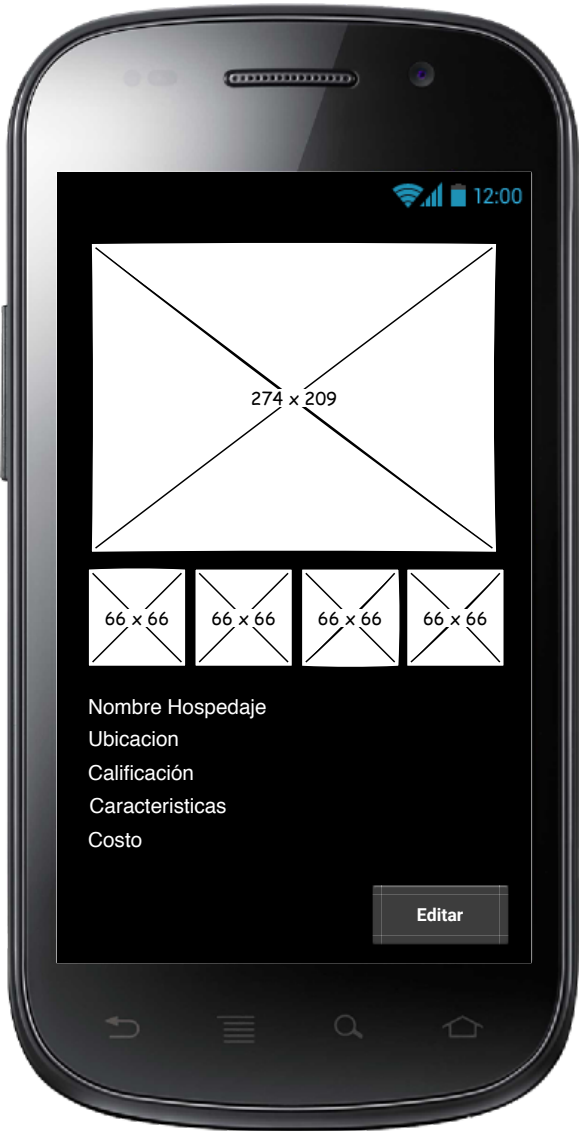 12:00
274 x 209
66 x 66 66 x 66 66 x 66 66 x 66
Nombre Hospedaje
Ubicacion
Calificación
Caracteristicas
Costo
Editar